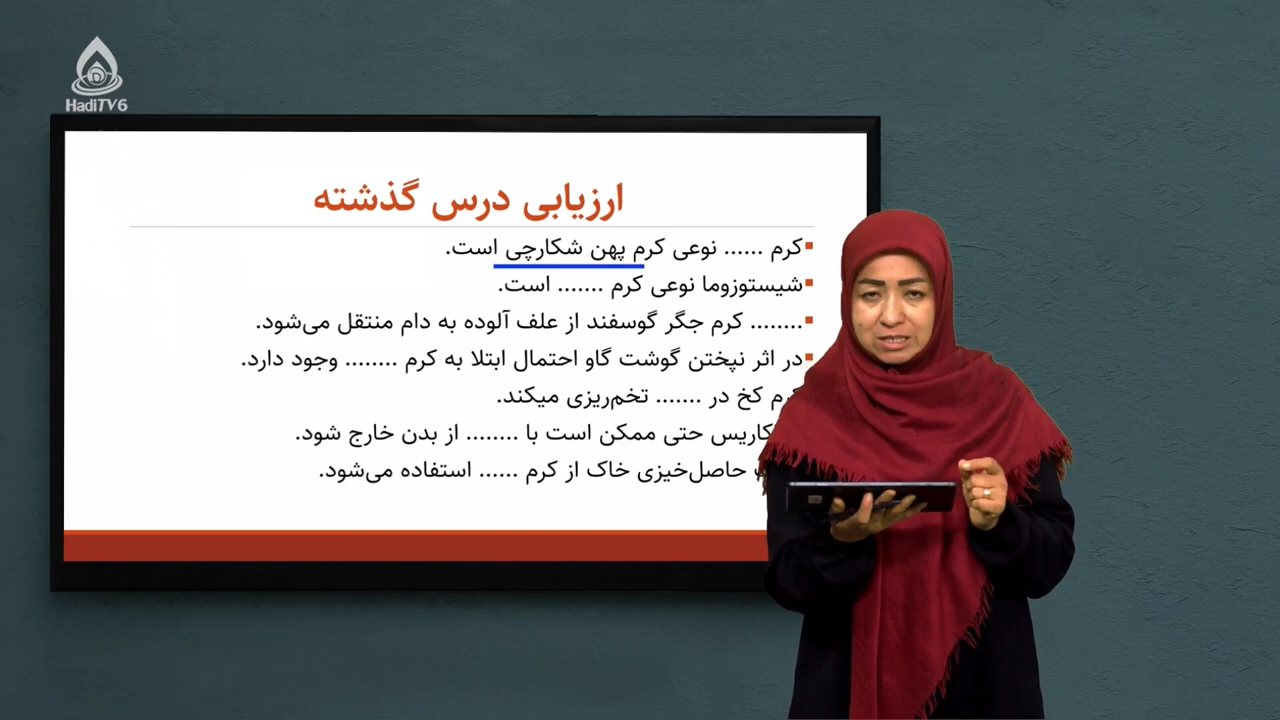 HadiTV6
ارزیابی درس گذشته
کرم ...... نوعی کرم پهن شکارچی است.
شیستوزوما نوعی کرم ....... است.
........ کرم جگر گوسفند از علف آلوده به دام منتقل می‌شود.
در اثر نپختن گوشت گاو احتمال ابتلا به کرم ........ وجود دارد.
کرم کخ در ....... تخم‌ریزی میکند.
حتی ممکن است با ........ از بدن خارج شود.
حاصل‌خیزی خاک از کرم ...... استفاده می‌شود.